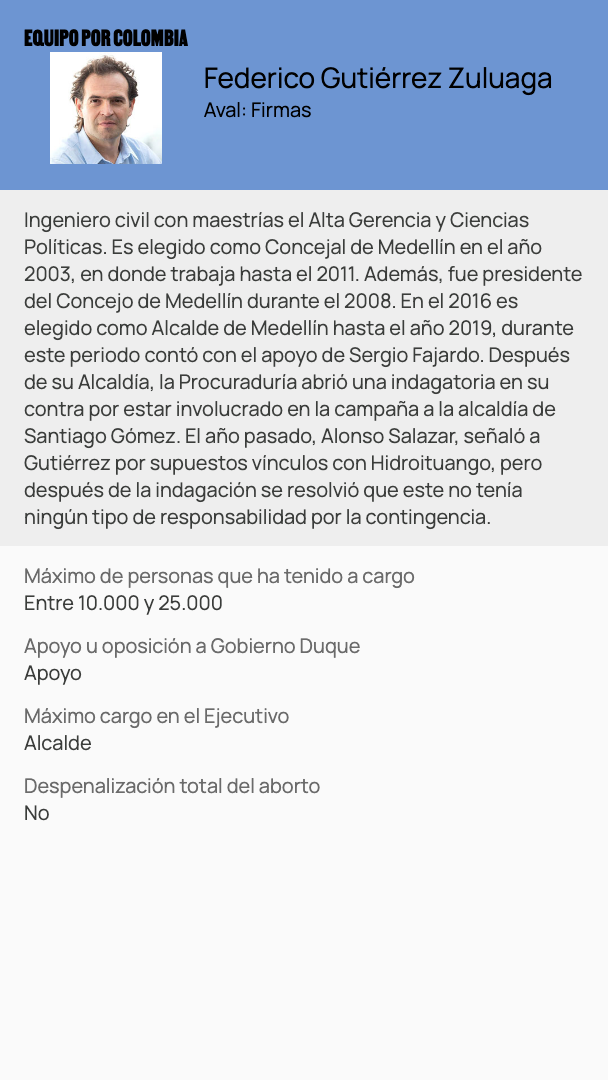 EQUIPO POR COLOMBIA
Federico Gutiérrez Zuluaga
Aval: Firmas
Ingeniero civil con maestrías el Alta Gerencia y Ciencias
Políticas. Es elegido como Concejal de Medellín en el año
2003, en donde trabaja hasta el 2011. Además, fue presidente
del Concejo de Medellín durante el 2008. En el 2016 es
elegido como Alcalde de Medellín hasta el año 2019, durante
este periodo contó con el apoyo de Sergio Fajardo. Después
de su Alcaldía, la Procuraduría abrió una indagatoria en su
contra por estar involucrado en la campaña a la alcaldía de
Santiago Gómez. El año pasado, Alonso Salazar, señaló a
Gutiérrez por supuestos vínculos con Hidroituango, pero
después de la indagación se resolvió que este no tenía
ningún tipo de responsabilidad por la contingencia.
Máximo de personas que ha tenido a cargo
Entre 10.000 y 25.000
Apoyo u oposición a Gobierno Duque
Apoyo
Máximo cargo en el Ejecutivo
Alcalde
Despenalización total del aborto
No